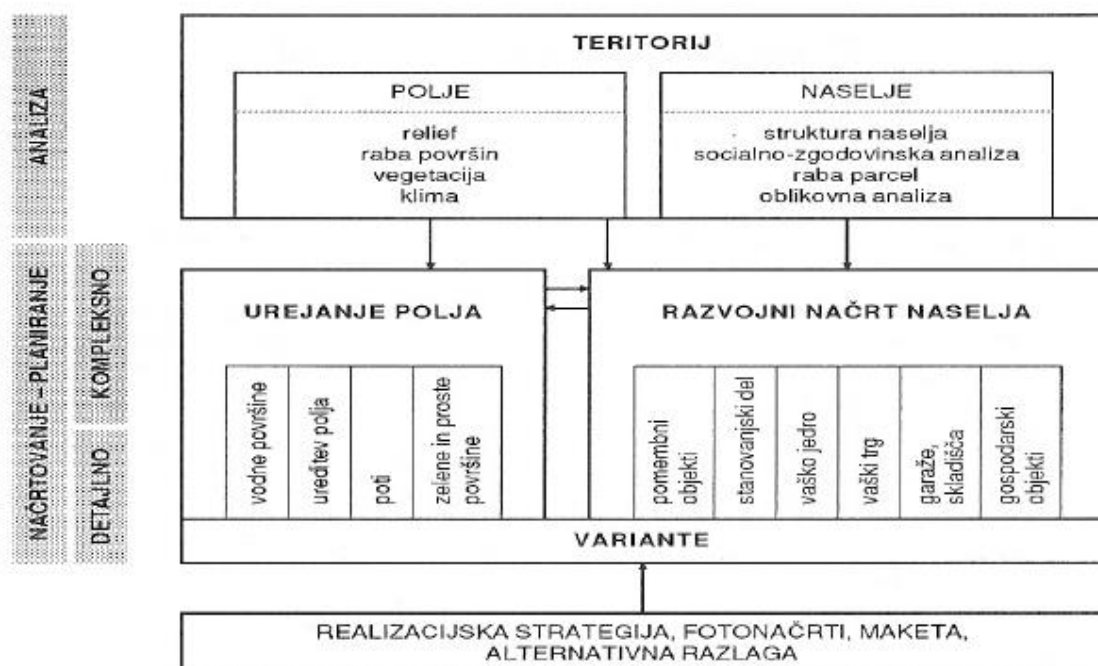 ANALIZA
NAČRTOVANJE – PLANIRANJE
KOMPLEKSNO
DETAJLNO
TERITORIJ
POLJE
relief
raba površin
vegetacija
klima
NASELJE
struktura naselja
socialno-zgodovinska analiza
raba parcel
oblikovna analiza
UREJANJE POLJA
vodne površine
ureditev polja
poti
zelene in proste
površine
RAZVOJNI NAČRT NASELJA
pomembni
objekti
stanovanjski del
vaško jedro
vaški trg
garaže,
skladišča
gospodarski
objekti
VARIANTE
REALIZACIJSKA STRATEGIJA, FOTONAČRTI, MAKETA,
ALTERNATIVNA RAZLAGA